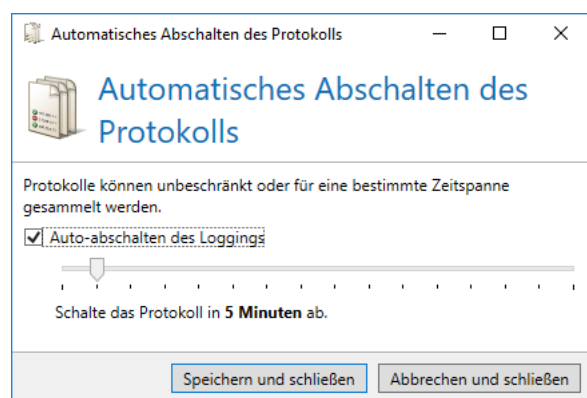 Automatisches Abschalten des Protokolls
Automatisches Abschalten des
Protokolls
Protokolle können unbeschränkt oder für eine bestimmte Zeitspanne
gesammelt werden.
Auto-abschalten des Loggings
Schalte das Protokoll in 5 Minuten ab.
Speichern und schließen Abbrechen und schließen